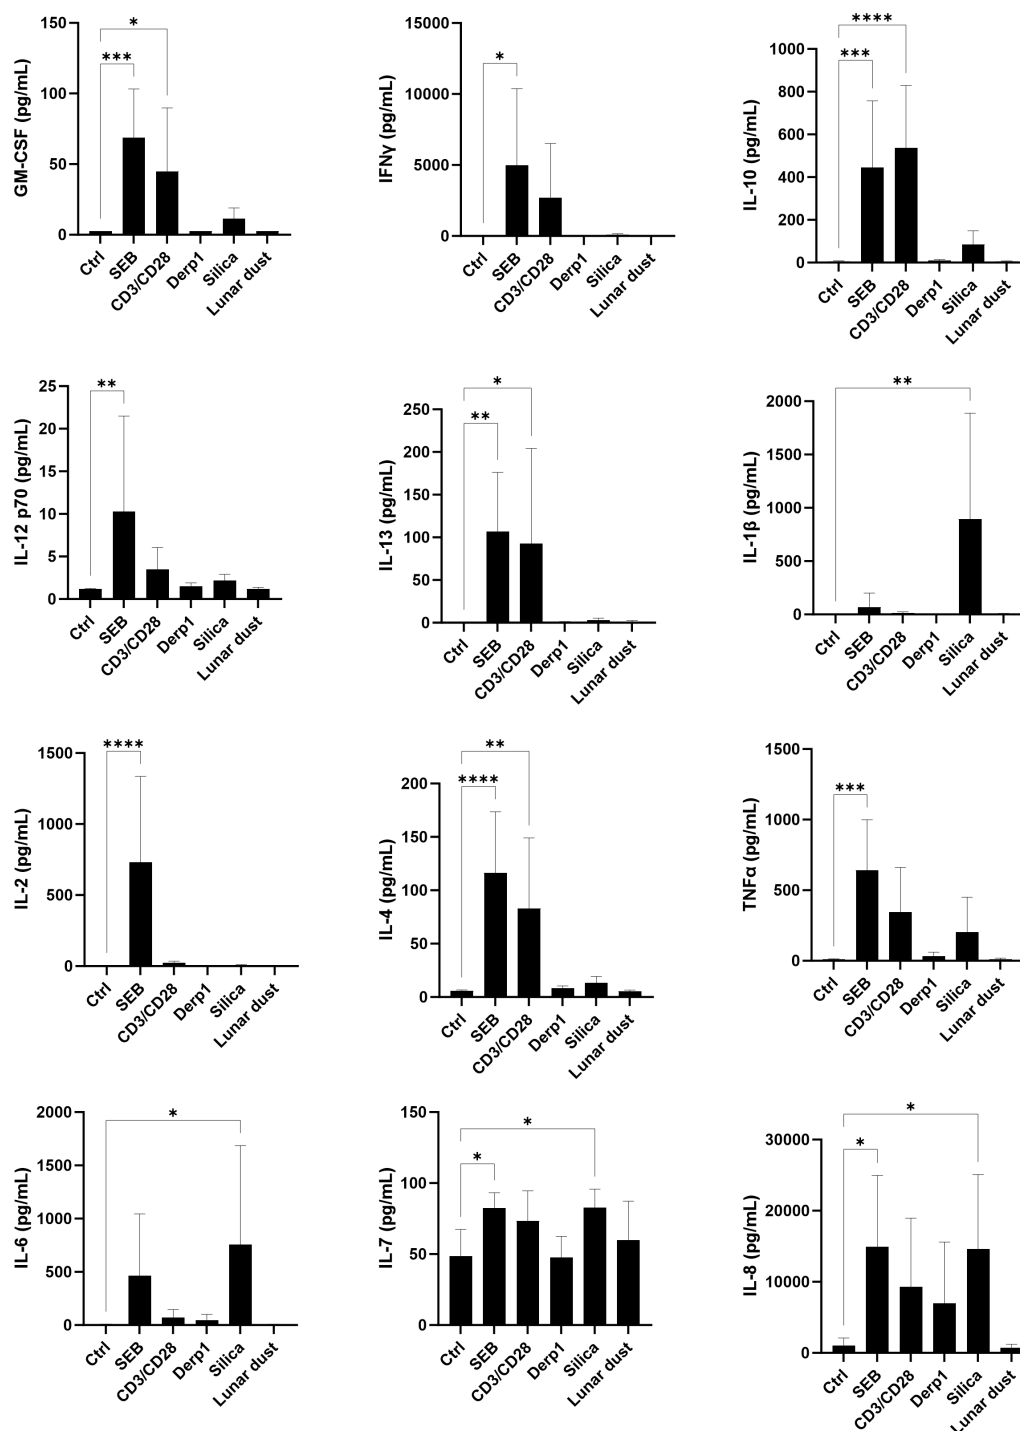 GM-CSF (pg/mL)
150
100
50
0
*
***
Ctrl
SEB
CD3/CD28
Derp1
Silica
Lunar dust
IFNγ (pg/mL)
15000
10000
5000
0
*
Ctrl
SEB
CD3/CD28
Derp1
Silica
Lunar dust
IL-10 (pg/mL)
1000
800
600
400
200
0
****
***
Ctrl
SEB
CD3/CD28
Derp1
Silica
Lunar dust
IL-12 p70 (pg/mL)
25
20
15
10
5
0
**
Ctrl
SEB
CD3/CD28
Derp1
Silica
Lunar dust
IL-13 (pg/mL)
250
200
150
100
50
0
*
**
Ctrl
SEB
CD3/CD28
Derp1
Silica
Lunar dust
IL-1β (pg/mL)
2000
1500
1000
500
0
**
Ctrl
SEB
CD3/CD28
Derp1
Silica
Lunar dust
IL-2 (pg/mL)
1500
1000
500
0
****
Ctrl
SEB
CD3/CD28
Derp1
Silica
Lunar dust
IL-4 (pg/mL)
200
150
100
50
0
**
****
Ctrl
SEB
CD3/CD28
Derp1
Silica
Lunar dust
TNFα (pg/mL)
1500
1000
500
0
***
Ctrl
SEB
CD3/CD28
Derp1
Silica
Lunar dust
IL-6 (pg/mL)
2000
1500
1000
500
0
*
Ctrl
SEB
CD3/CD28
Derp1
Silica
Lunar dust
IL-7 (pg/mL)
150
100
50
0
*
*
Ctrl
SEB
CD3/CD28
Derp1
Silica
Lunar dust
IL-8 (pg/mL)
30000
20000
10000
0
*
*
Ctrl
SEB
CD3/CD28
Derp1
Silica
Lunar dust